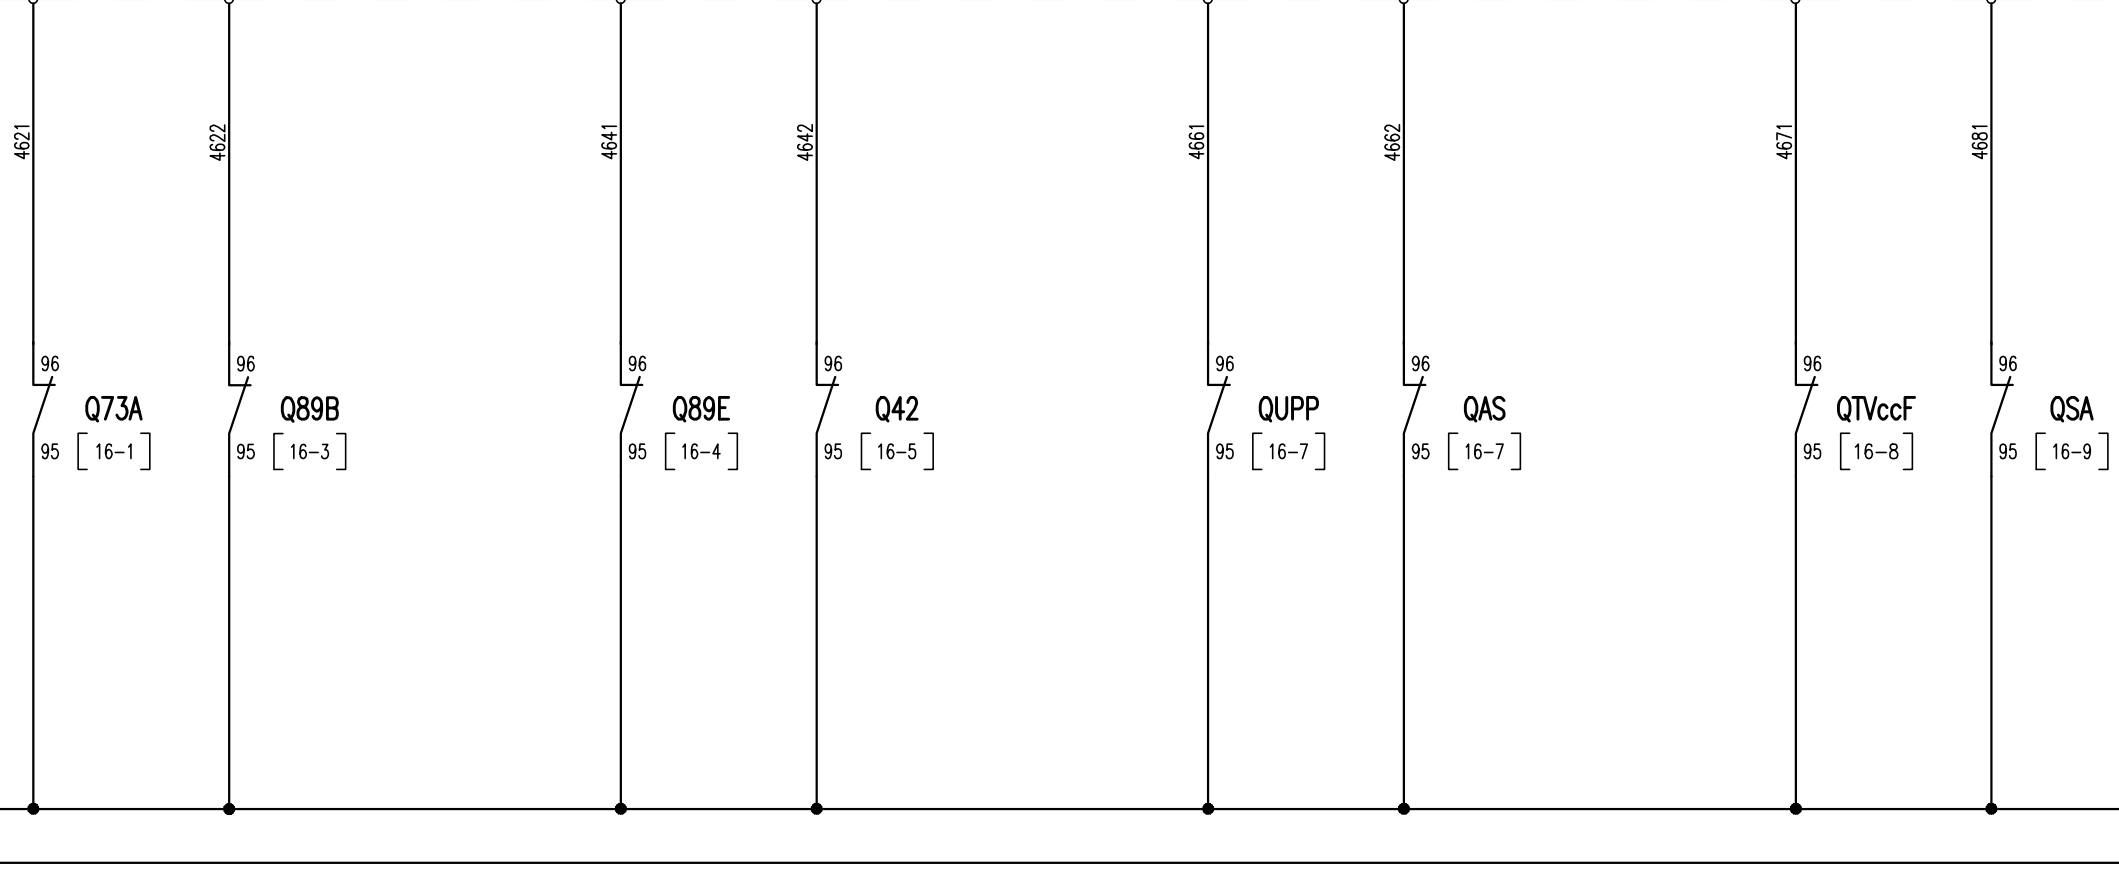 4621 4622 4641 4642 4661 4662 4671 4681
96 96 96 96 96 96 96 96
Q73A Q89B Q89E Q42 QUPP QAS QTVccF QSA
95 [16-1] 95 [16-3] 95 [16-4] 95 [16-5] 95 [16-7] 95 [16-7] 95 [16-8] 95 [16-9]